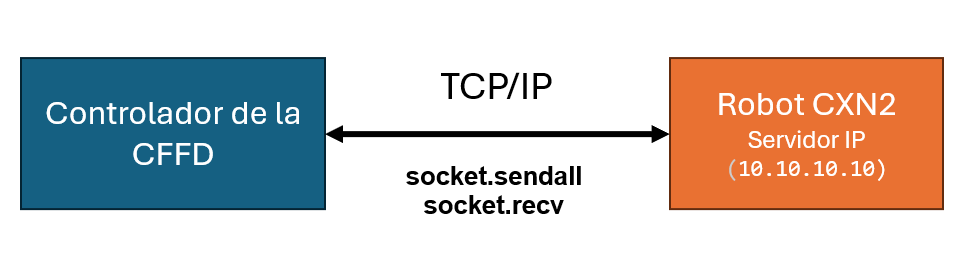 Controlador de la
CFFD
TCP/IP
socket.sendall
socket.recv
Robot CXN2
Servidor IP
(10.10.10.10)